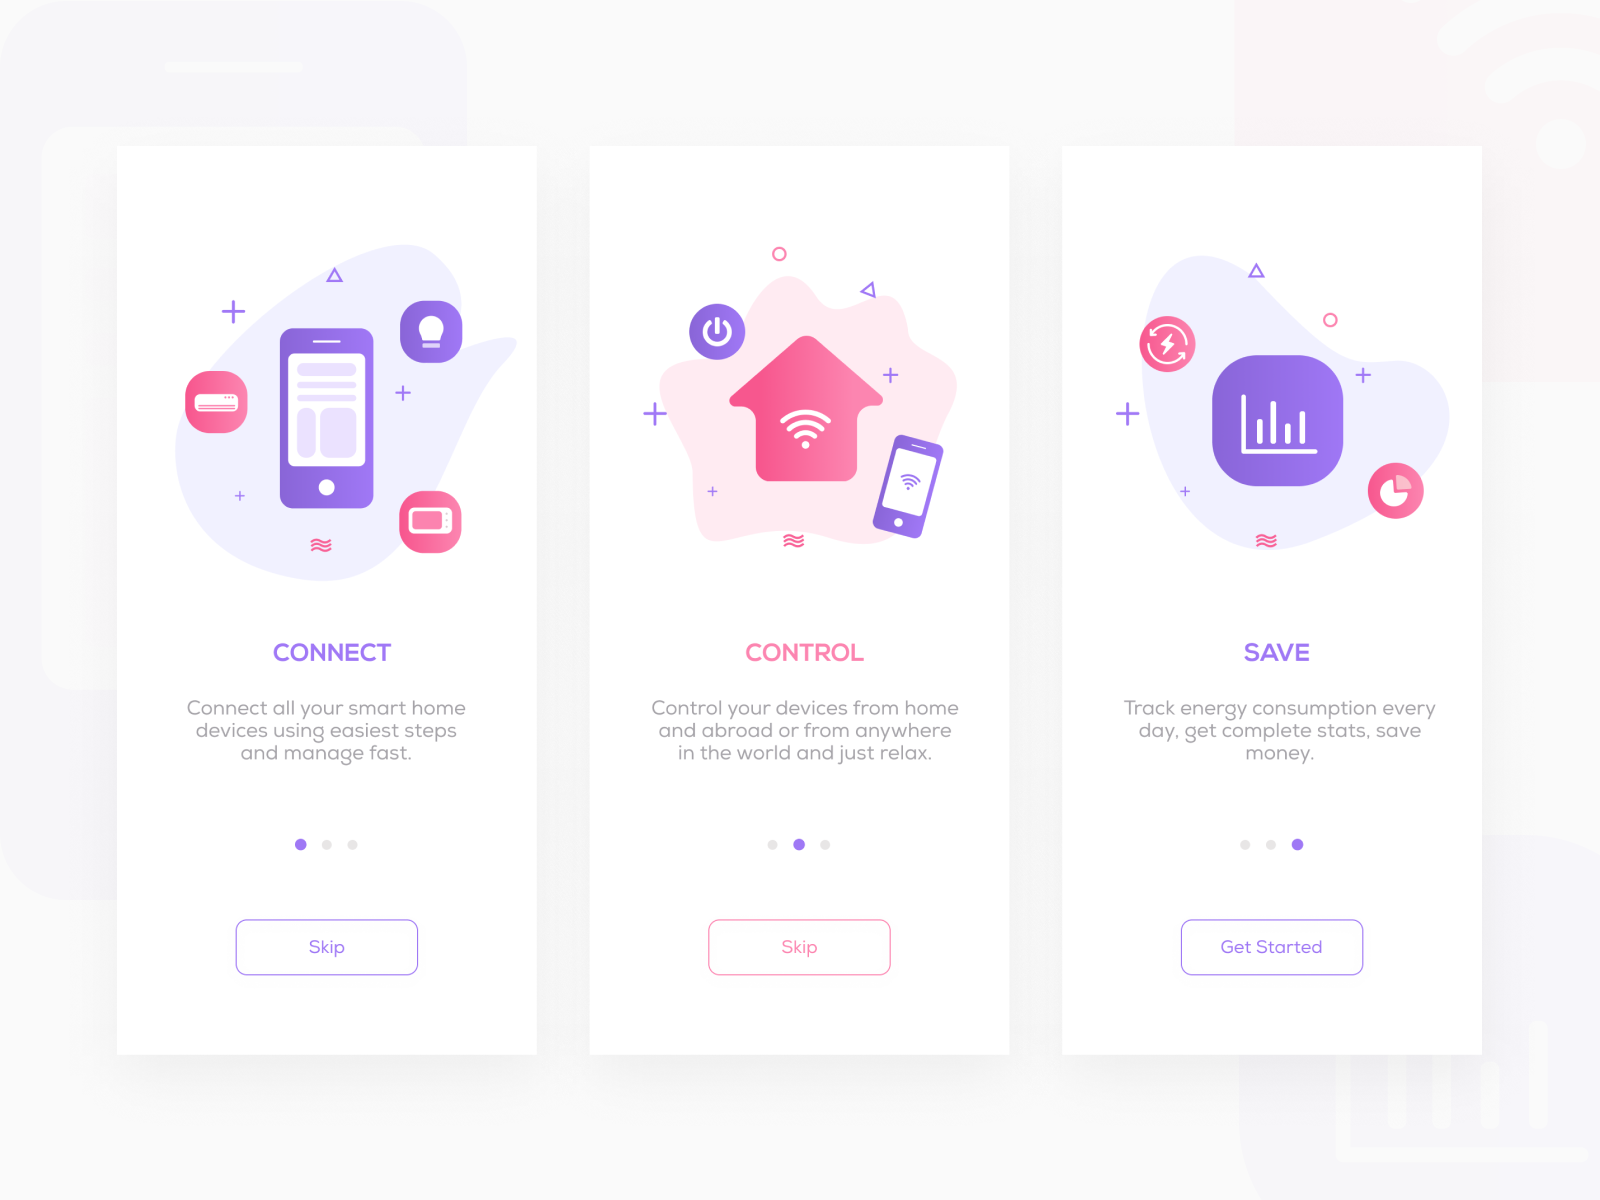 CONNECT
Connect all your smart home
devices using easiest steps
and manage fast.
Skip
CONTROL
Control your devices from home
and abroad or from anywhere
in the world and just relax.
Skip
SAVE
Track energy consumption every
day, get complete stats, save
money.
Get Started